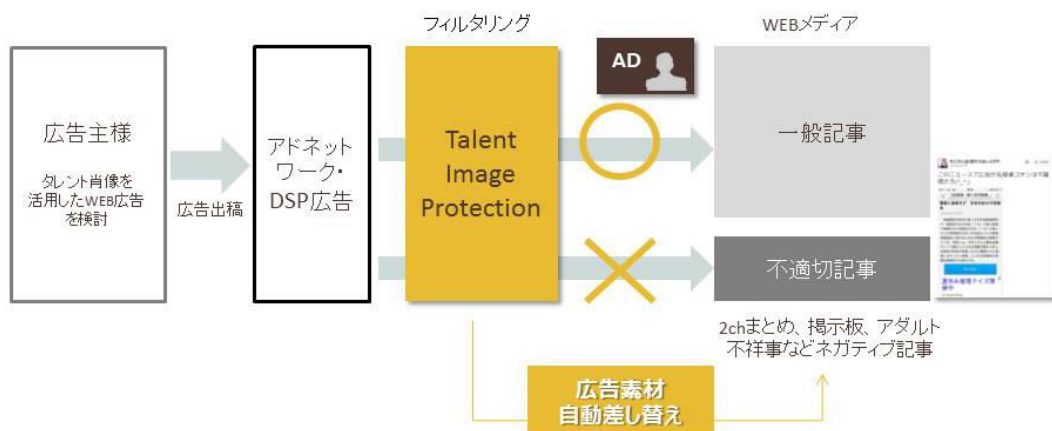 フィルタリング
WEBメディア
AD
広告主様
タレント肖像を
活用したWEB広告
を検討
広告出稿
アドネット
ワーク・
DSP広告
Talent
Image
Protection
一般記事
不適切記事
2chまとめ、掲示板、アダルト
不祥事などネガティブ記事
広告素材
自動差し替え